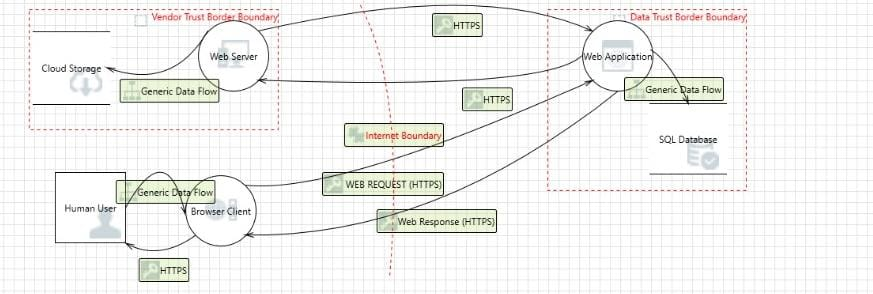 Vendor Trust Border Boundary
HTTPS
Data Trust Border Boundary
Cloud Storage
Web Server
Web Application
Generic Data Flow
HTTPS
Generic Data Flow
Internet Boundary
SQL Database
WEB REQUEST (HTTPS)
Generic Data Flow
Human User
Browser Client
Web Response (HTTPS)
HTTPS